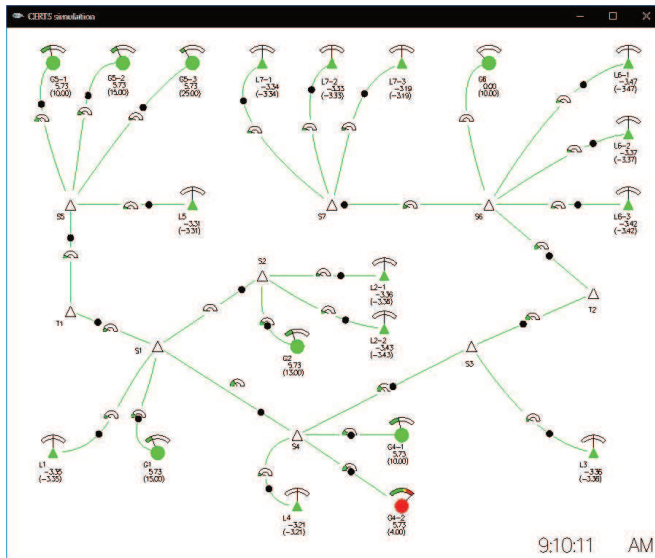 CERTS simulation
G5-1
5.73
(10.00)
G5-2
5.73
(15.00)
G5-3
5.73
(25.00)
L7-1
-3.34
(-3.34)
L7-2
-3.33
(-3.33)
L7-3
-3.19
(-3.19)
G6
0.00
(10.00)
L6-1
-3.47
(-3.47)
L6-2
-3.37
(-3.37)
S5
L5
-3.31
(-3.31)
S7
S6
L6-3
-3.42
(-3.42)
S2
L2-1
-3.36
(-3.36)
T1
T2
L2-2
-3.43
(-3.43)
S1
G2
5.73
(13.00)
S3
L1
-3.35
(-3.35)
G1
5.73
(15.00)
S4
G4-1
5.73
(10.00)
L3
-3.36
(-3.36)
L4
-3.21
(-3.21)
G4-2
5.73
(4.00)
9:10:11 AM